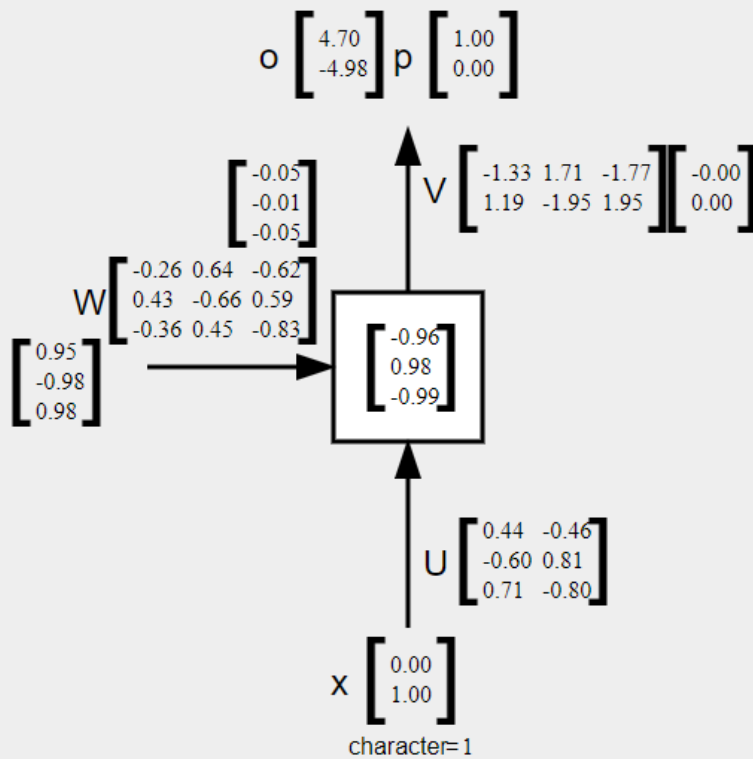 o 4.70 p 1.00
-4.98 0.00
-0.05
-0.01
-0.05
V -1.33 1.71 -1.77 -0.00
1.19 -1.95 1.95 0.00
W -0.26 0.64 -0.62
0.43 -0.66 0.59
-0.36 0.45 -0.83
0.95
-0.98
0.98
-0.96
0.98
-0.99
U 0.44 -0.46
-0.60 0.81
0.71 -0.80
x 0.00
1.00
character=1